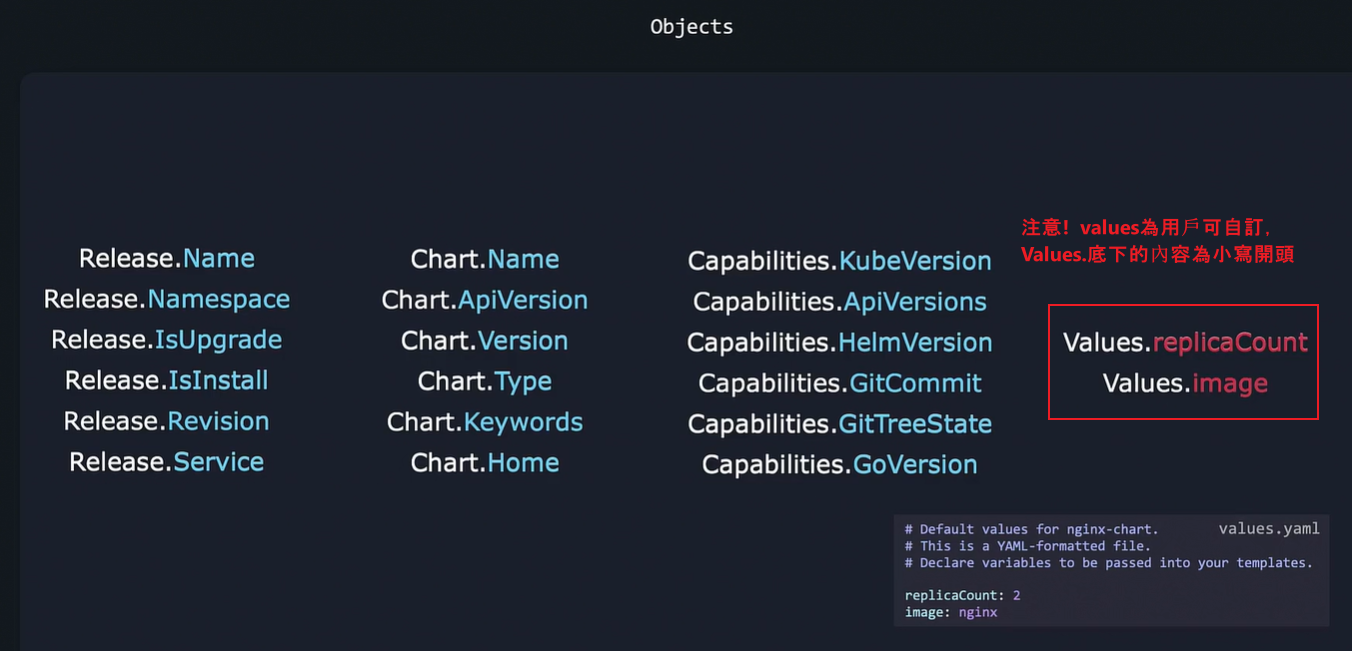 Objects
Release.Name
Release.Namespace
Release.IsUpgrade
Release.IsInstall
Release.Revision
Release.Service
Chart.Name
Chart.ApiVersion
Chart.Version
Chart.Type
Chart.Keywords
Chart.Home
Capabilities.KubeVersion
Capabilities.ApiVersions
Capabilities.HelmVersion
Capabilities.GitCommit
Capabilities.GitTreeState
Capabilities.GoVersion
注意! values為用戶可自訂,
Values.底下的內容為小寫開頭
Values.replicaCount
Values.image
values.yaml
# Default values for nginx-chart.
# This is a YAML-formatted file.
# Declare variables to be passed into your templates.
replicaCount: 2
image: nginx